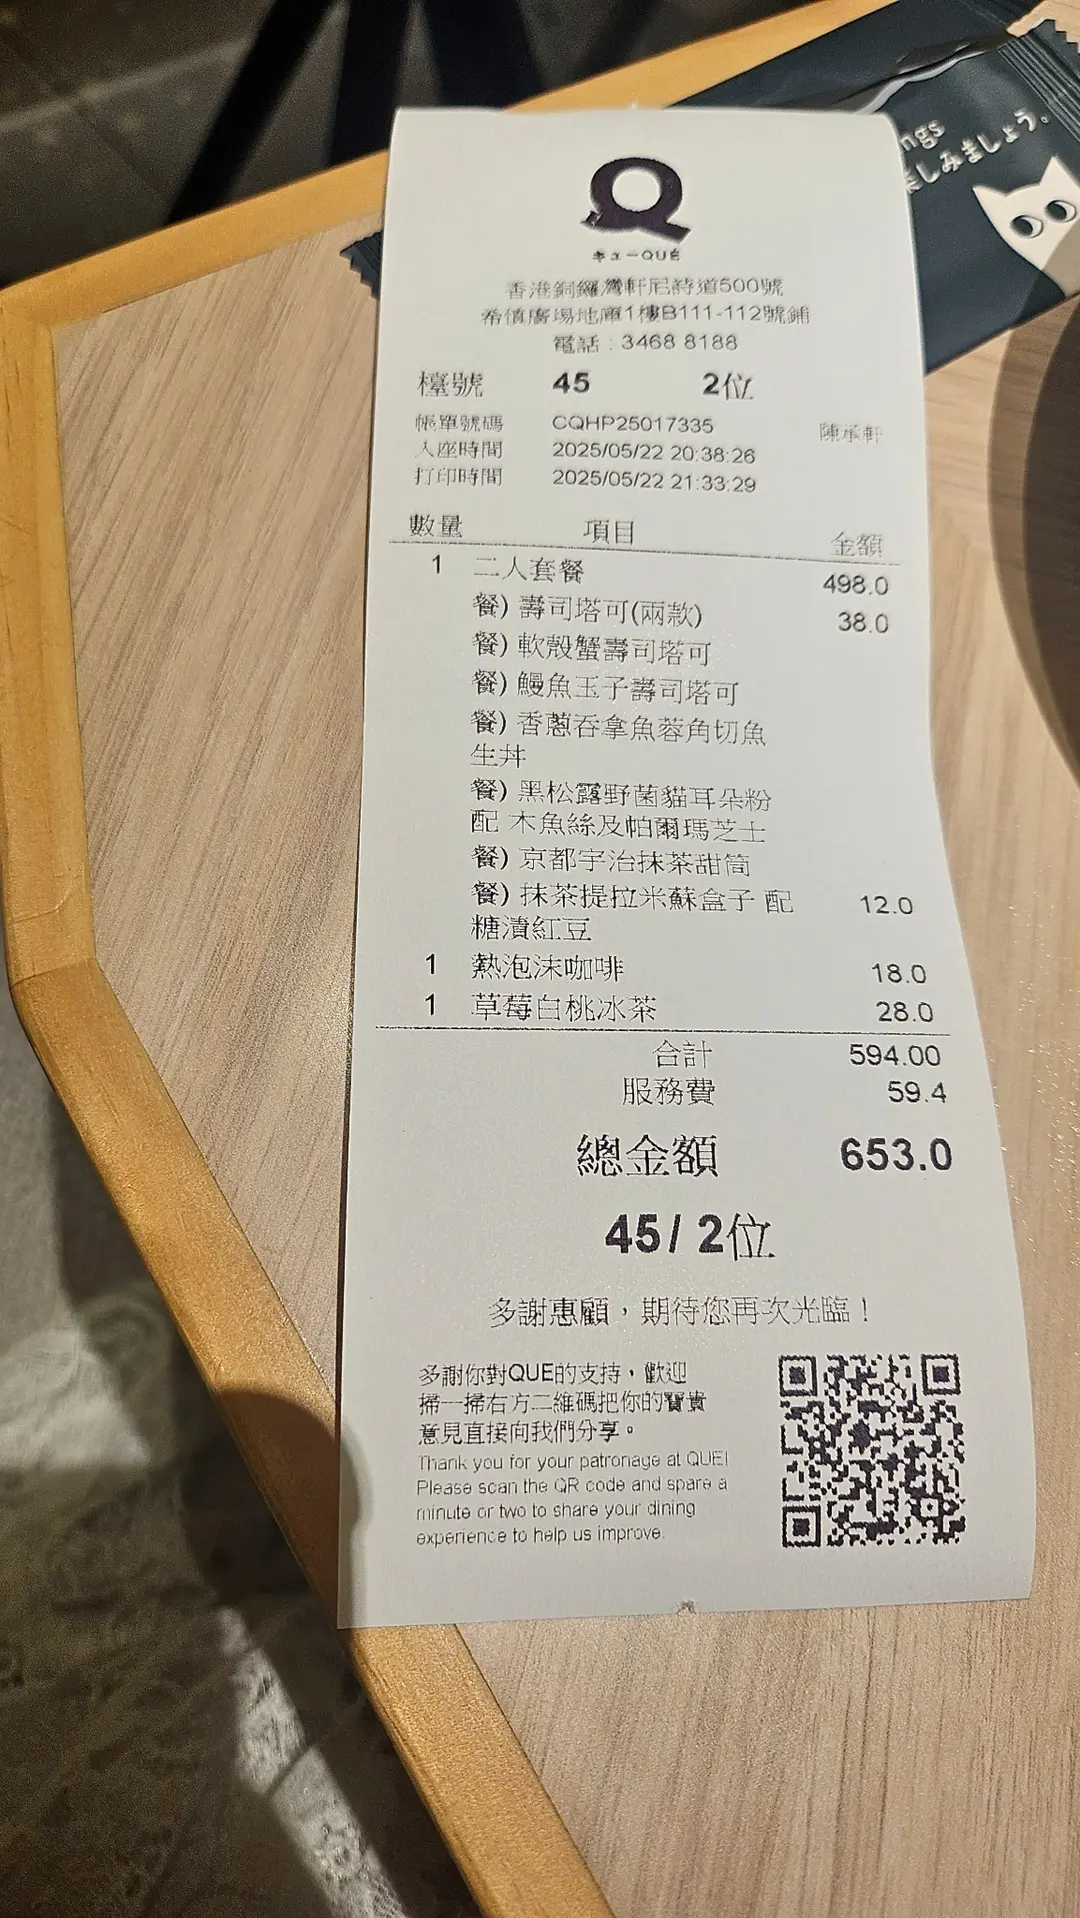 ngs
楽しみましょう。
Q
キューQUÉ
香港銅鑼灣軒尼詩道500號
希慎廣場地庫1樓B111-112號鋪
電話：3468 8188
檯號 45 2位
帳單號碼 CQHP25017335 陳承軒
入座時間 2025/05/22 20:38:26
打印時間 2025/05/22 21:33:29
數量 項目 金額
1 二人套餐 498.0
餐) 壽司塔可(兩款) 38.0
餐) 軟殼蟹壽司塔可
餐) 鰻魚玉子壽司塔可
餐) 香蔥吞拿魚蓉角切魚
生丼
餐) 黑松露野菌貓耳朵粉
配 木魚絲及帕爾瑪芝士
餐) 京都宇治抹茶甜筒
餐) 抹茶提拉米蘇盒子 配 12.0
糖漬紅豆
1 熱泡沫咖啡 18.0
1 草莓白桃冰茶 28.0
合計 594.00
服務費 59.4
總金額 653.0
45/ 2位
多謝惠顧，期待您再次光臨！
多謝你對QUE的支持，歡迎
掃一掃右方二維碼把你的寶貴
意見直接向我們分享。
Thank you for your patronage at QUE!
Please scan the QR code and spare a
minute or two to share your dining
experience to help us improve.